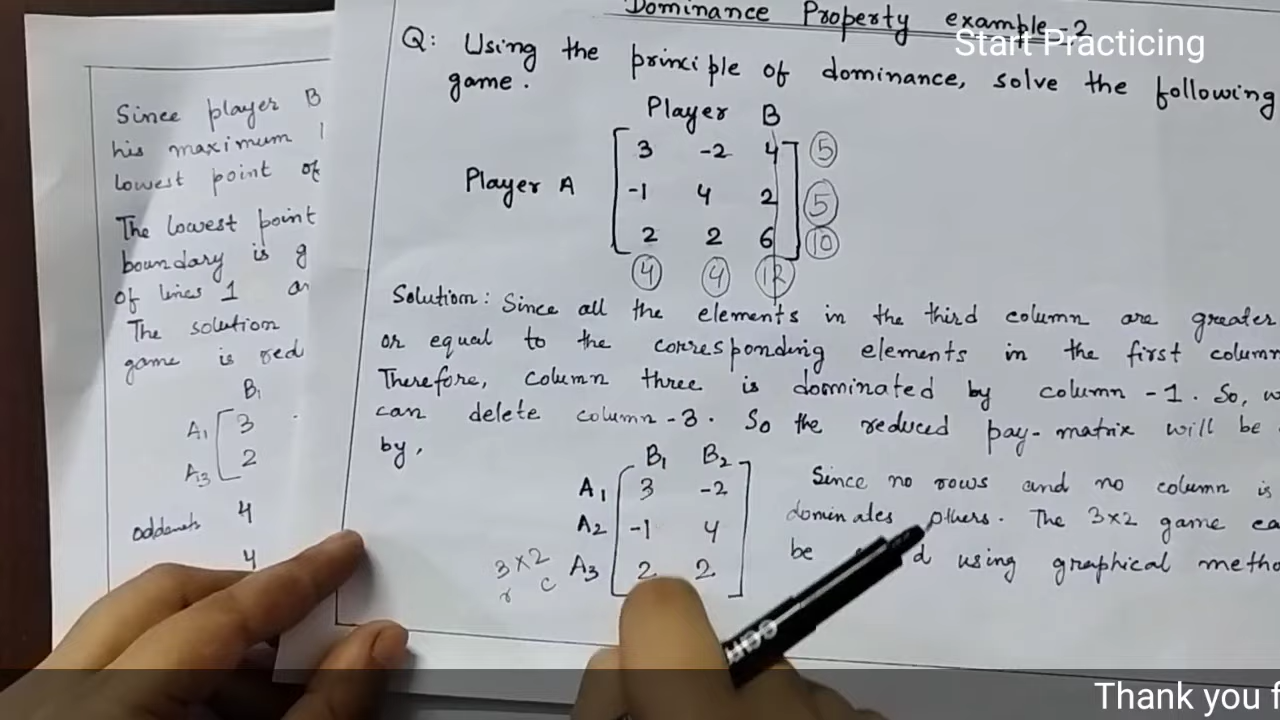 Dominance Property example-2
Start Practicing
Q: Using the principle of dominance, solve the following
game.
Player B
Player A
3 -2 4 5
-1 4 2 5
2 2 6 10
4 4 12
Solution: Since all the elements in the third column are greater
or equal to the corresponding elements in the first column
Therefore, column three is dominated by column -1. So, w
can delete column-3. So the reduced pay-matrix will be
by,
B1 B2
A1 3 -2
A2 -1 4
A3 2 2
3×2
r c
Since no rows and no column is
dominates others. The 3×2 game ca
be using graphical metho
Since player B
his maximum
lowest point of
The lowest point
boundary is g
of lines 1
The solution
game is red
B1
A1 3
A3 2
oddments 4
4
Thank you f